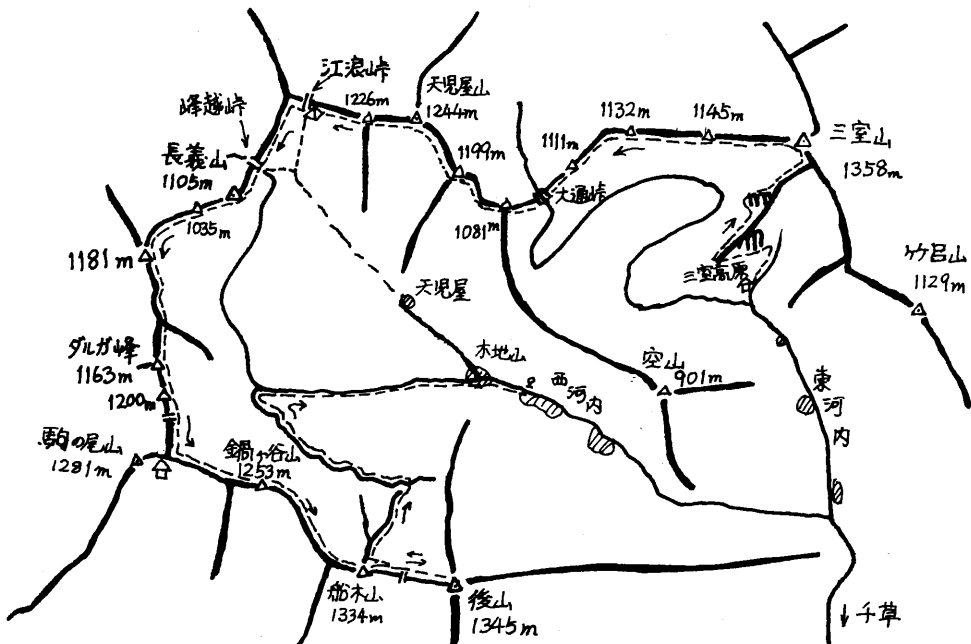 江浪峠
天児屋山
1244m
1226m
峰越峠
長義山
1105m
1035m
1199m
1111m
1132m
1145m
三室山
1358m
大通峠
1081m
1181m
三室高原
竹呂山
1129m
天児屋
ダルガ峰
1163m
1200m
木地山
西河内
空山
901m
東河内
駒の尾山
1281m
鍋ヶ谷山
1253m
船木山
1334m
後山
1345m
千草